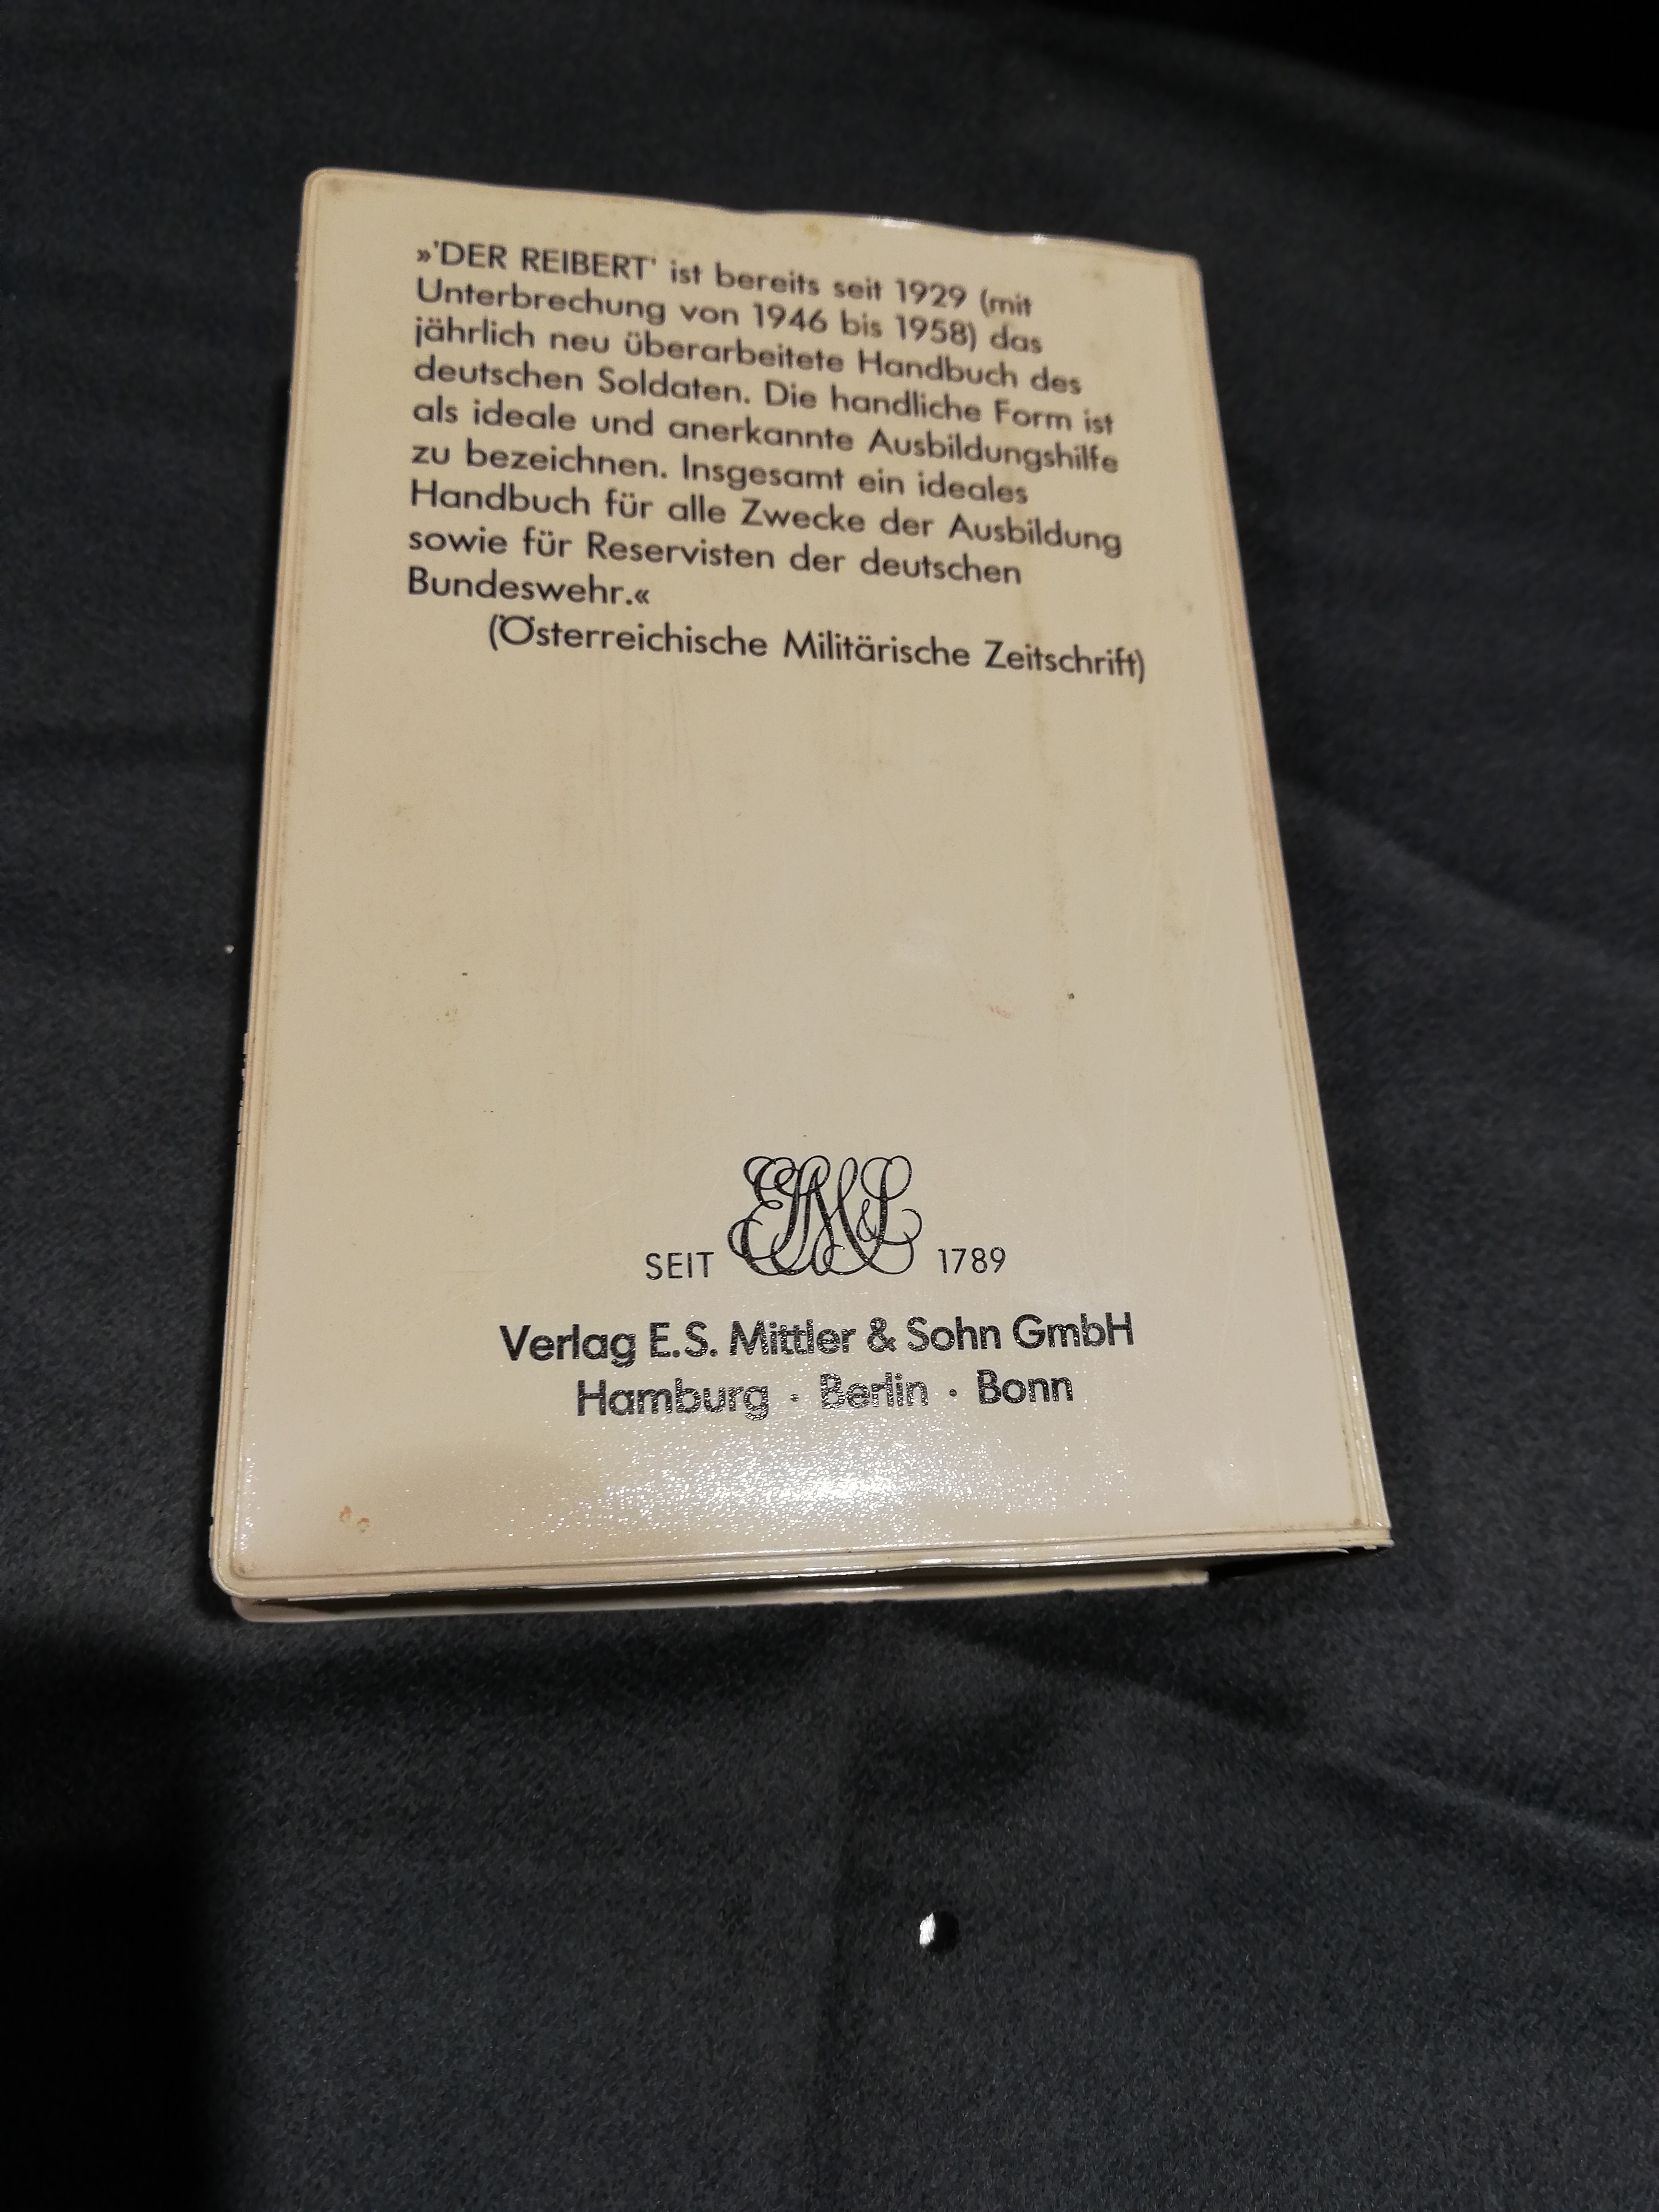 »'DER REIBERT' ist bereits seit 1929 (mit
Unterbrechung von 1946 bis 1958) das
jährlich neu überarbeitete Handbuch des
deutschen Soldaten. Die handliche Form ist
als ideale und anerkannte Ausbildungshilfe
zu bezeichnen. Insgesamt ein ideales
Handbuch für alle Zwecke der Ausbildung
sowie für Reservisten der deutschen
Bundeswehr.«
(Österreichische Militärische Zeitschrift)
SEIT ESM&S 1789
Verlag E.S. Mittler & Sohn GmbH
Hamburg · Berlin · Bonn